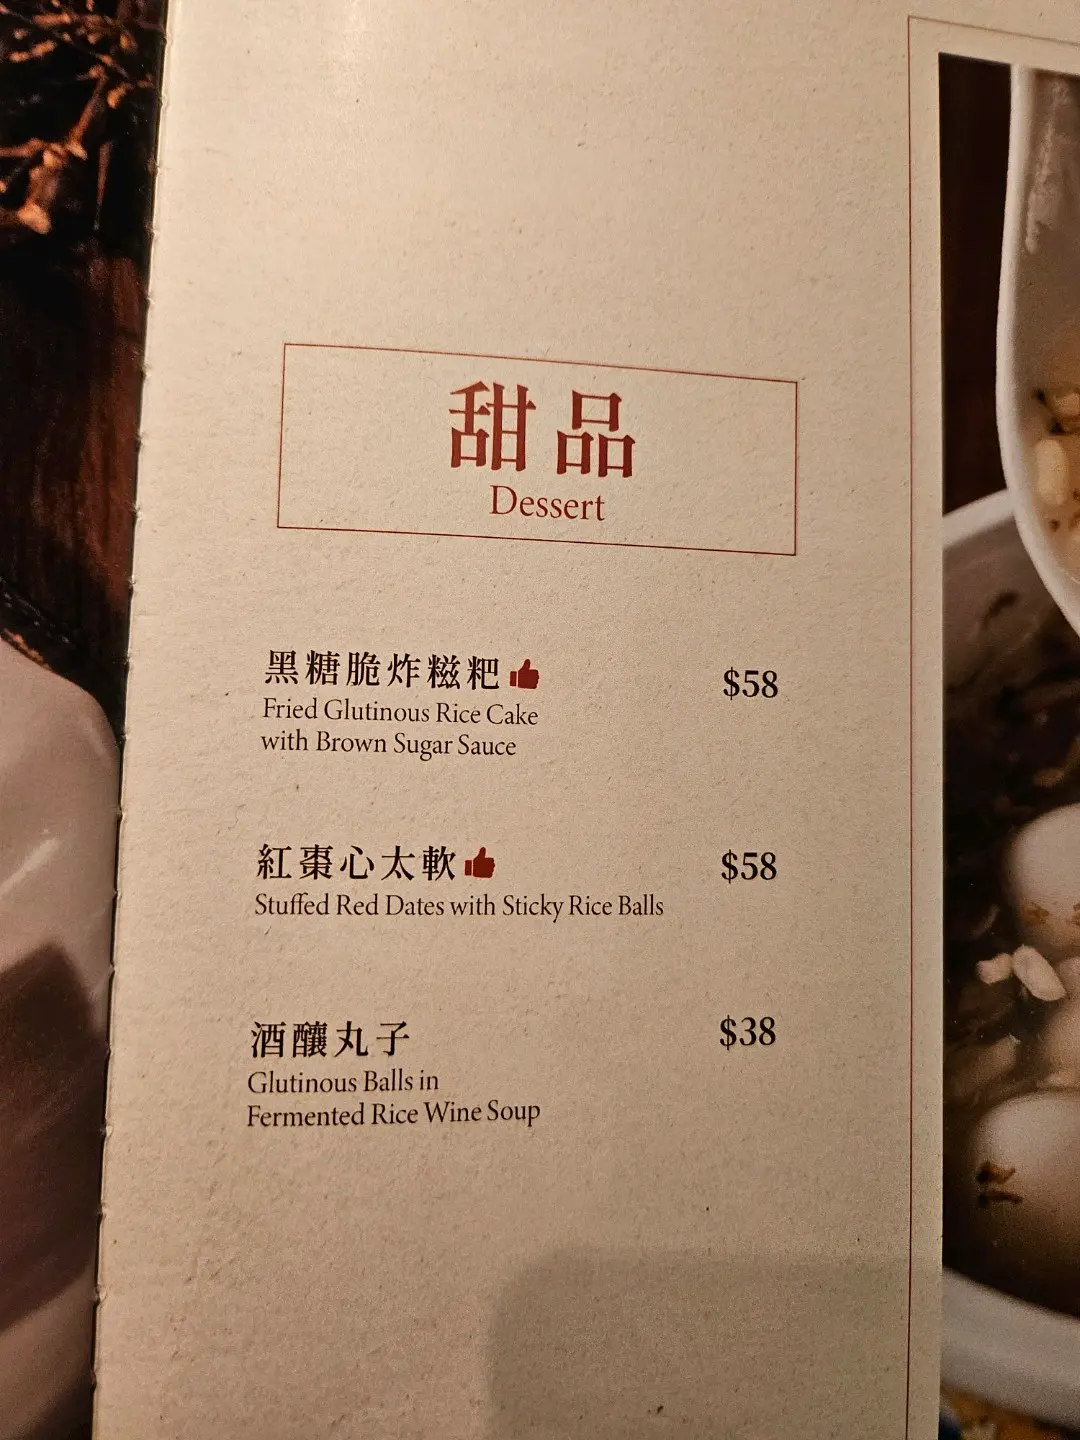 甜品
Dessert
黑糖脆炸糍粑
$58
Fried Glutinous Rice Cake
with Brown Sugar Sauce
紅棗心太軟
$58
Stuffed Red Dates with Sticky Rice Balls
酒釀丸子
$38
Glutinous Balls in
Fermented Rice Wine Soup